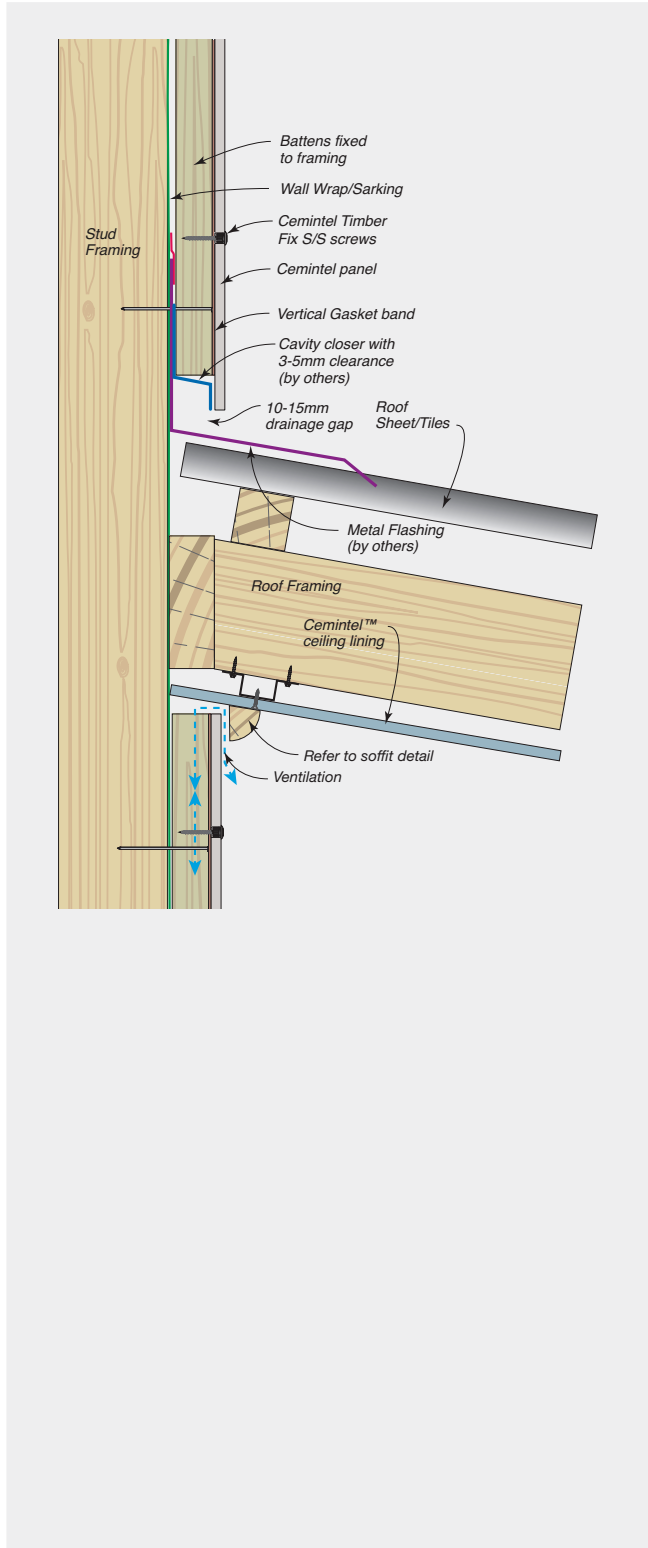 Battens fixed
to framing
Wall Wrap/Sarking
Stud
Framing
Cemintel Timber
Fix S/S screws
Cemintel panel
Vertical Gasket band
Cavity closer with
3-5mm clearance
(by others)
10-15mm
drainage gap
Roof
Sheet/Tiles
Metal Flashing
(by others)
Roof Framing
Cemintel™
ceiling lining
Refer to soffit detail
Ventilation